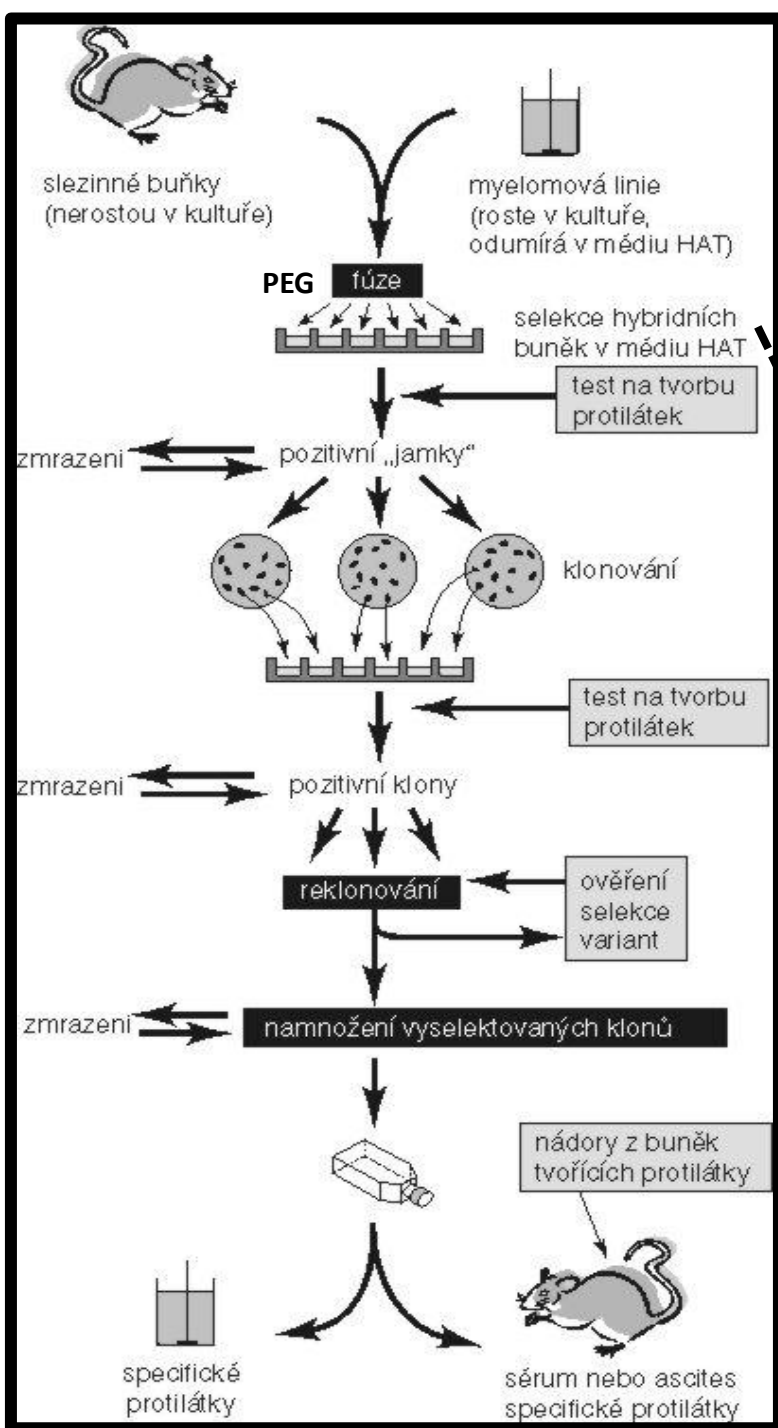 slezinné buňky
(nerostou v kultuře)
myelomová linie
(roste v kultuře,
odumírá v médiu HAT)
PEG
fúze
selekce hybridních
buněk v médiu HAT
test na tvorbu
protilátek
zmrazeni
pozitivní „jamky“
klonování
test na tvorbu
protilátek
zmrazeni
pozitivní klony
reklonování
ověření
selekce
variant
zmrazeni
namnožení vyselektovaných klonů
nádory z buněk
tvořících protilátky
specifické
protilátky
sérum nebo ascites
specifické protilátky